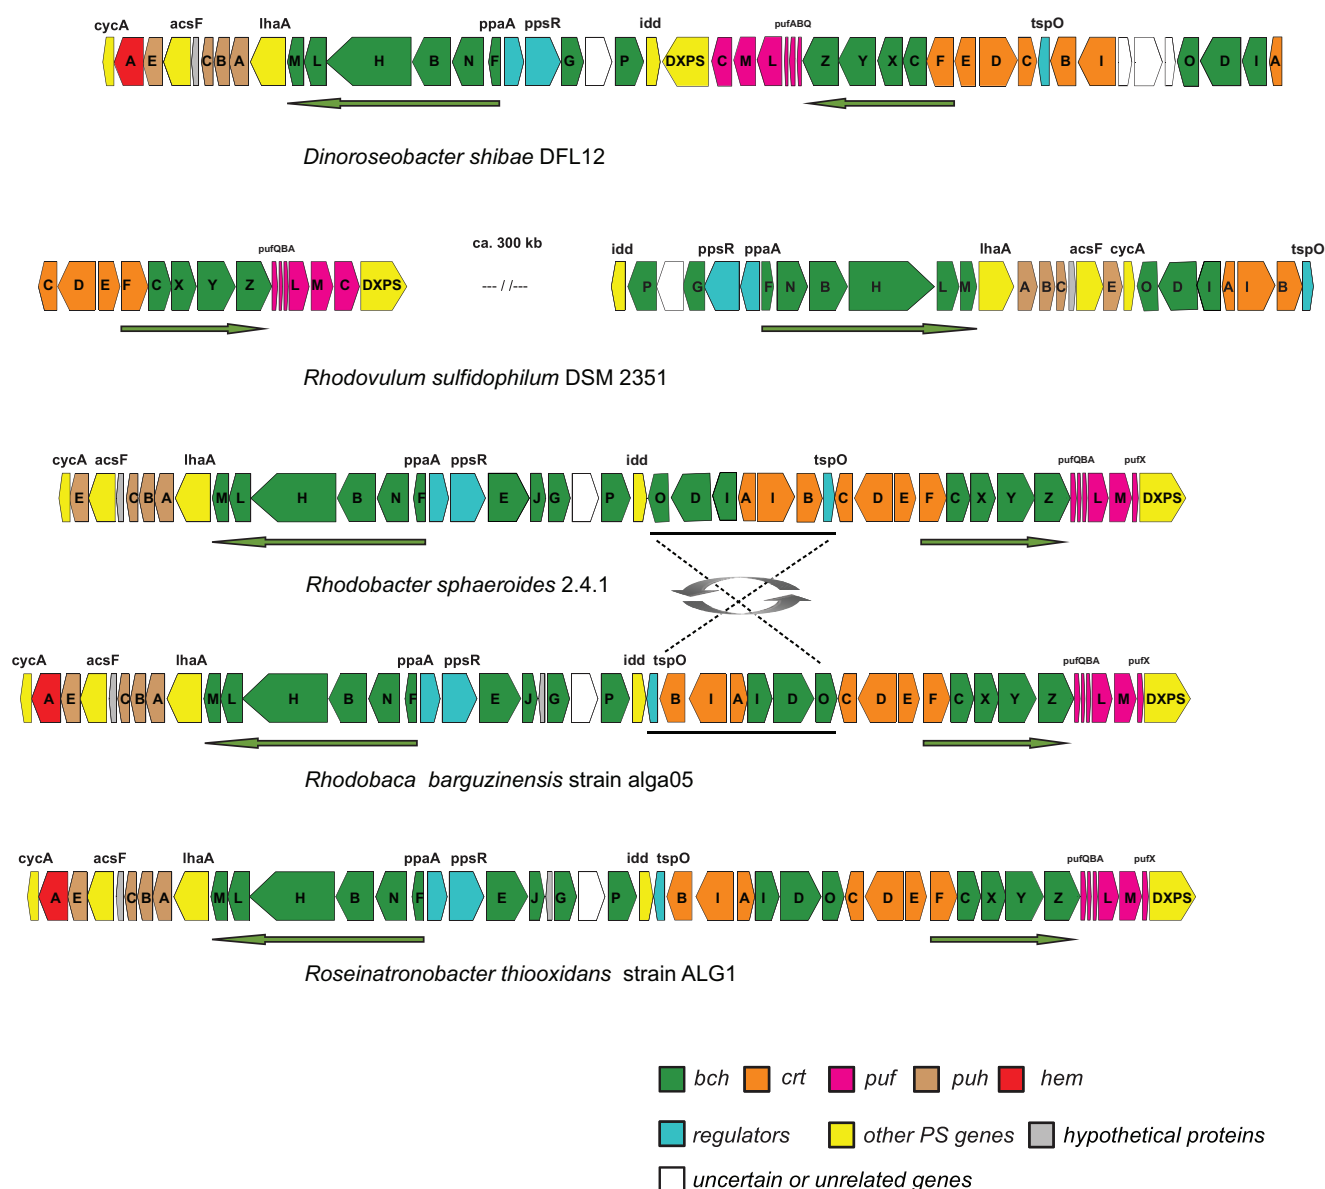 cycA acsF lhaA ppaA ppsR idd pufABQ tspO
A E C B A M L H B N F G P DXPS C M L Z Y X C F E D C B I O D I A
Dinoroseobacter shibae DFL12
pufQBA ca. 300 kb idd ppsR ppaA lhaA acsF cycA tspO
C D E F C X Y Z L M C DXPS --- / /--- P G F N B H L M A B C E O D I A I B
Rhodovulum sulfidophilum DSM 2351
cycA acsF lhaA ppaA ppsR idd tspO pufQBA pufX
E C B A M L H B N F E J G P O D I A I B C D E F C X Y Z L M DXPS
Rhodobacter sphaeroides 2.4.1
cycA acsF lhaA ppaA ppsR idd tspO pufQBA pufX
A E C B A M L H B N F E J G P B I A I D O C D E F C X Y Z L M DXPS
Rhodobaca barguzinensis strain alga05
cycA acsF lhaA ppaA ppsR idd tspO pufQBA pufX
A E C B A M L H B N F E J G P B I A I D O C D E F C X Y Z L M DXPS
Roseinatronobacter thiooxidans strain ALG1
bch crt puf puh hem
regulators other PS genes hypothetical proteins
uncertain or unrelated genes